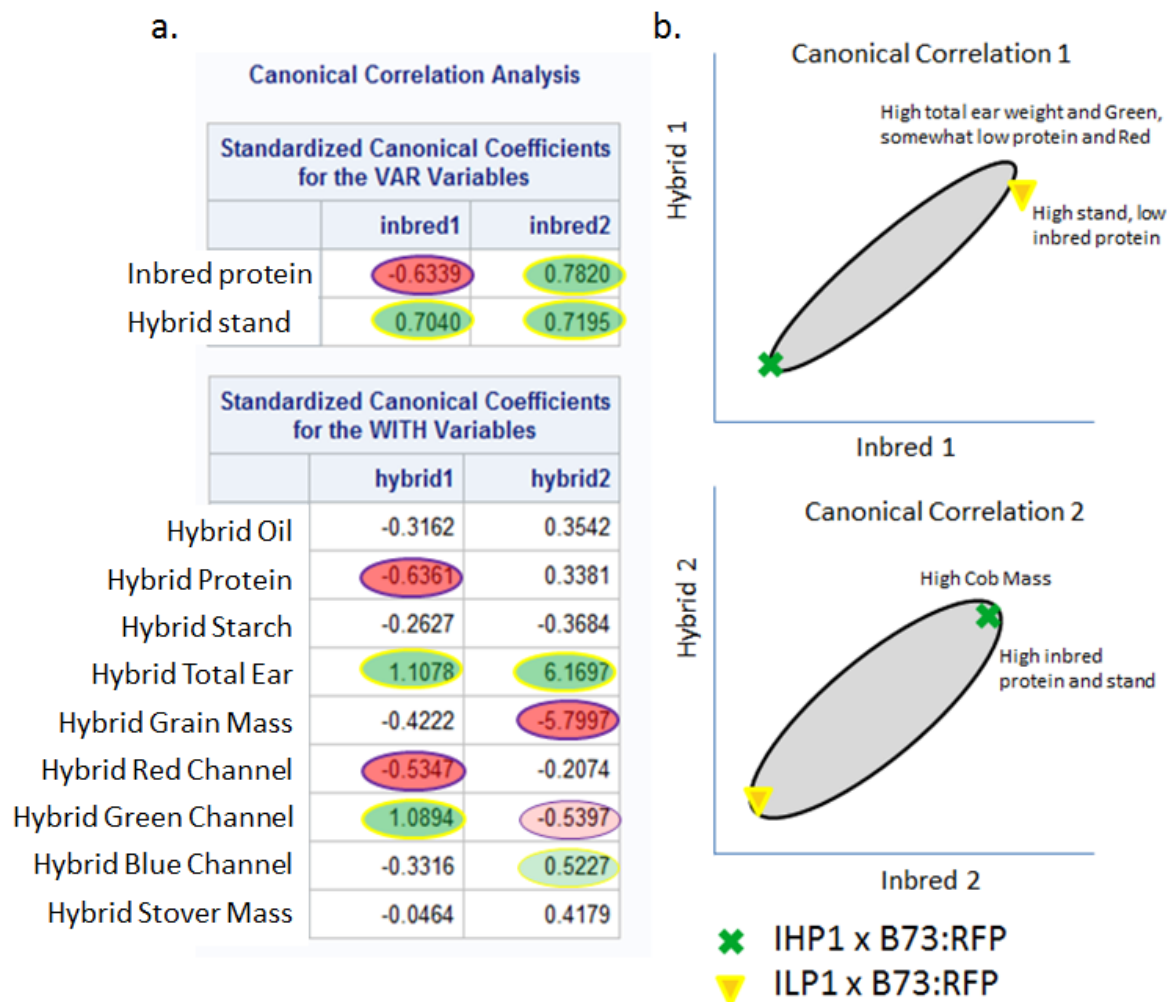 a.
Canonical Correlation Analysis
Standardized Canonical Coefficients
for the VAR Variables
inbred1 inbred2
Inbred protein -0.6339 0.7820
Hybrid stand 0.7040 0.7195
Standardized Canonical Coefficients
for the WITH Variables
hybrid1 hybrid2
Hybrid Oil -0.3162 0.3542
Hybrid Protein -0.6361 0.3381
Hybrid Starch -0.2627 -0.3684
Hybrid Total Ear 1.1078 6.1697
Hybrid Grain Mass -0.4222 -5.7997
Hybrid Red Channel -0.5347 -0.2074
Hybrid Green Channel 1.0894 -0.5397
Hybrid Blue Channel -0.3316 0.5227
Hybrid Stover Mass -0.0464 0.4179
b.
Canonical Correlation 1
High total ear weight and Green,
somewhat low protein and Red
High stand, low
inbred protein
Hybrid 1
Inbred 1
Canonical Correlation 2
High Cob Mass
High inbred
protein and stand
Hybrid 2
Inbred 2
IHP1 x B73:RFP
ILP1 x B73:RFP